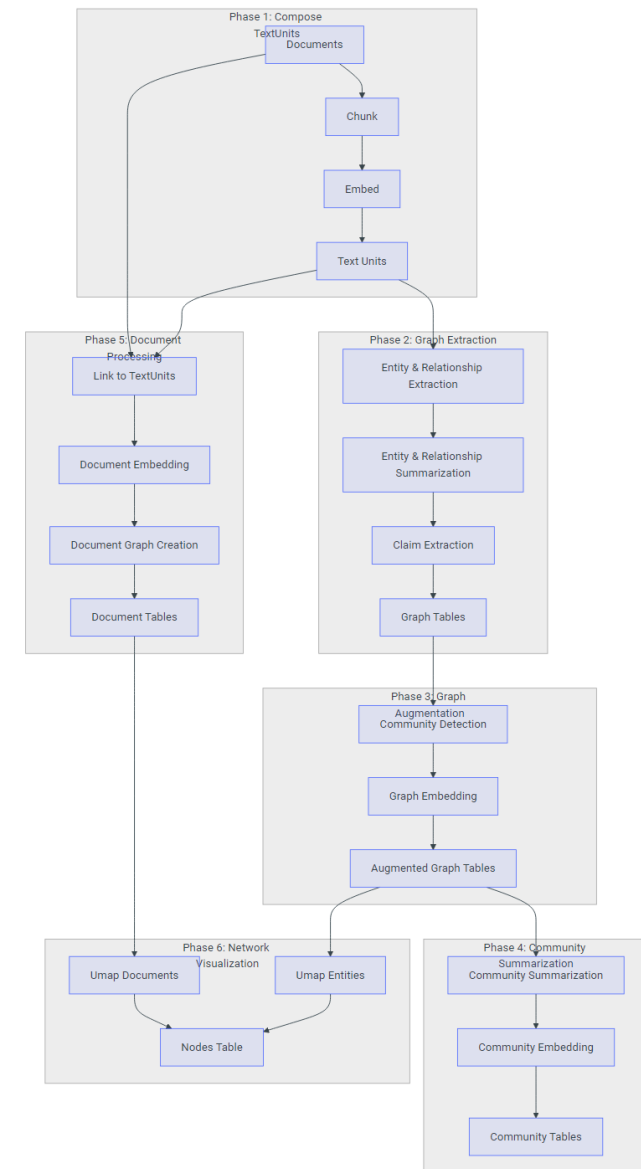 Phase 1: Compose
TextUnits
Documents
Chunk
Embed
Text Units
Phase 5: Document
Processing
Link to TextUnits
Document Embedding
Document Graph Creation
Document Tables
Phase 2: Graph Extraction
Entity & Relationship
Extraction
Entity & Relationship
Summarization
Claim Extraction
Graph Tables
Phase 3: Graph
Augmentation
Community Detection
Graph Embedding
Augmented Graph Tables
Phase 6: Network
Visualization
Umap Documents
Umap Entities
Nodes Table
Phase 4: Community
Summarization
Community Summarization
Community Embedding
Community Tables